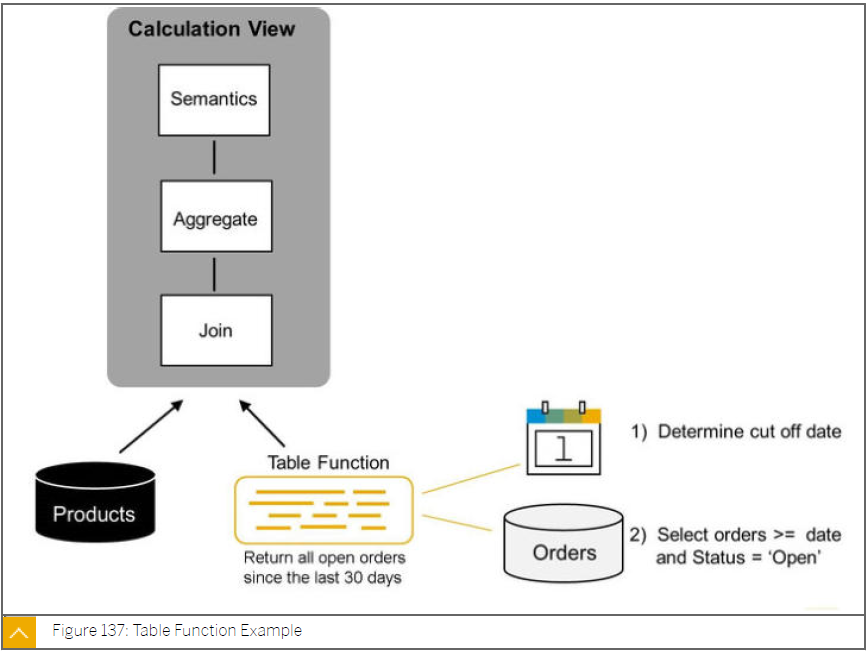 Calculation View
Semantics
Aggregate
Join
Products
Table Function
Return all open orders
since the last 30 days
1
1) Determine cut off date
Orders
2) Select orders >= date
and Status = ‘Open’
Figure 137: Table Function Example